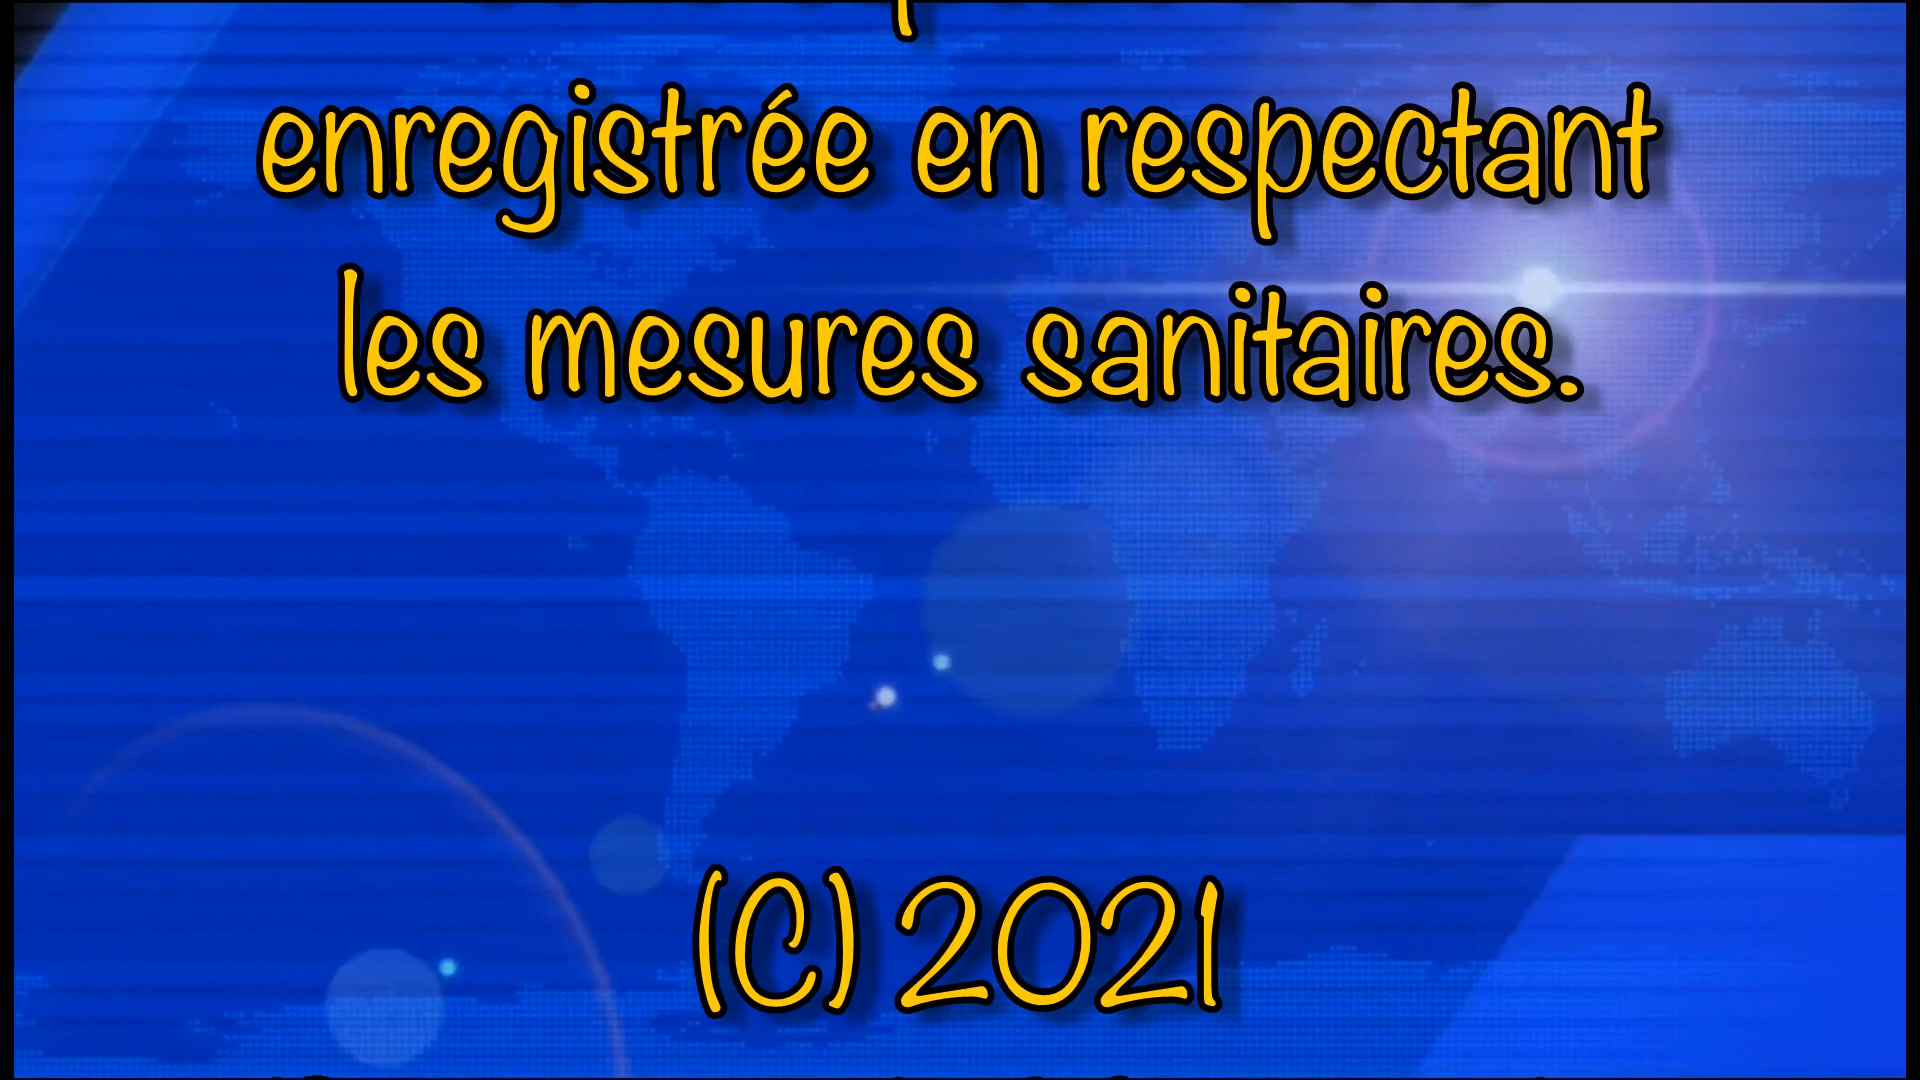 enregistrée en respectant
les mesures sanitaires.
(C) 2021